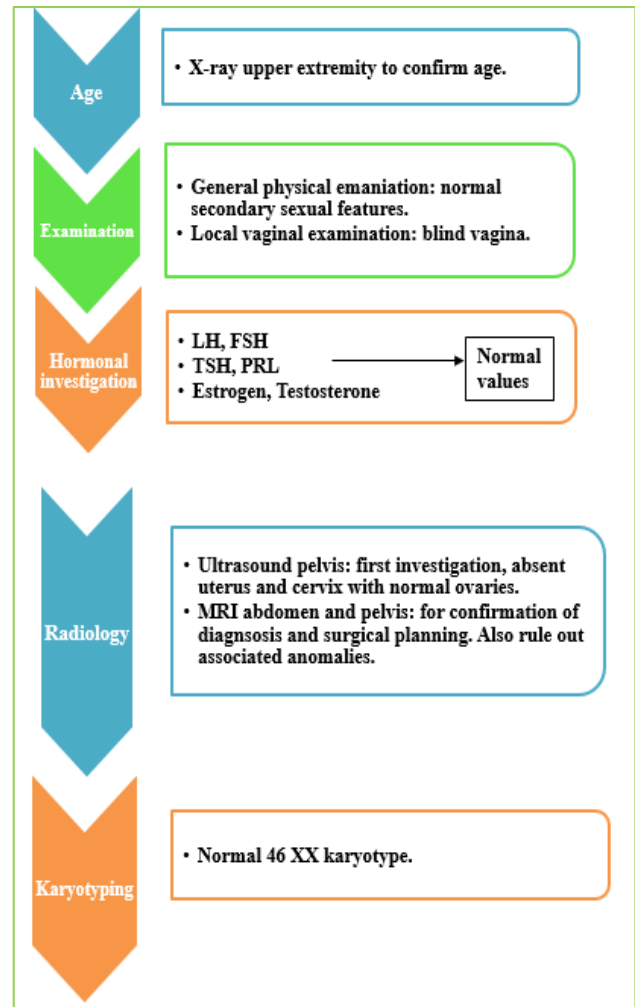 Age
• X-ray upper extremity to confirm age.
Examination
• General physical emaniation: normal
secondary sexual features.
• Local vaginal examination: blind vagina.
Hormonal
investigation
• LH, FSH
• TSH, PRL
• Estrogen, Testosterone
Normal
values
Radiology
• Ultrasound pelvis: first investigation, absent
uterus and cervix with normal ovaries.
• MRI abdomen and pelvis: for confirmation of
diagnsosis and surgical planning. Also rule out
associated anomalies.
Karyotyping
• Normal 46 XX karyotype.